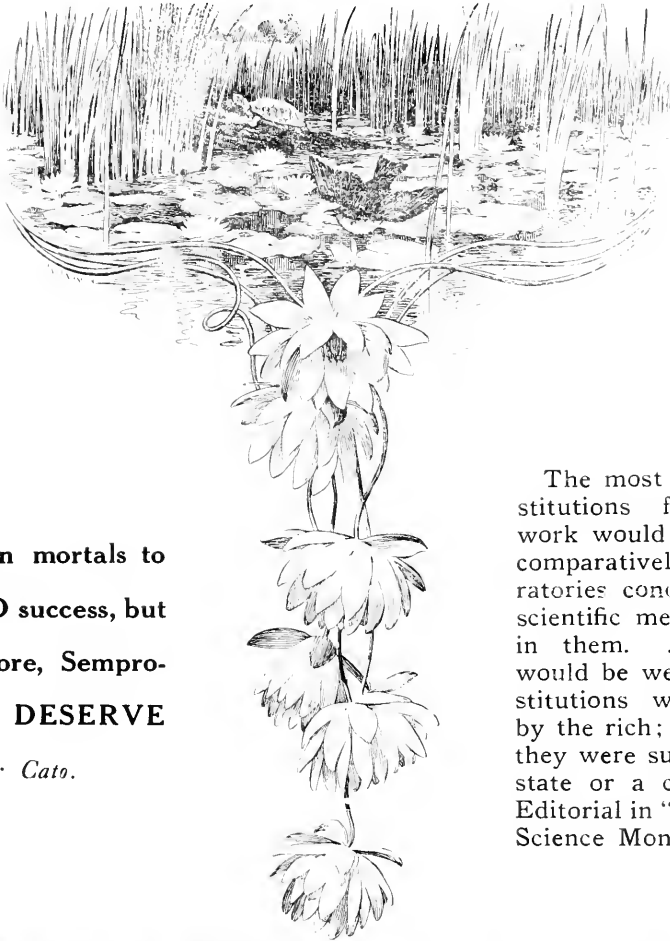 n mortals to
success, but
ore, Sempro-
DESERVE
Cato.
The most
stitutions f
work would
comparativel
ratories conc
scientific me
in them.
would be we
stitutions w
by the rich;
they were su
state or a c
Editorial in "
Science Mon